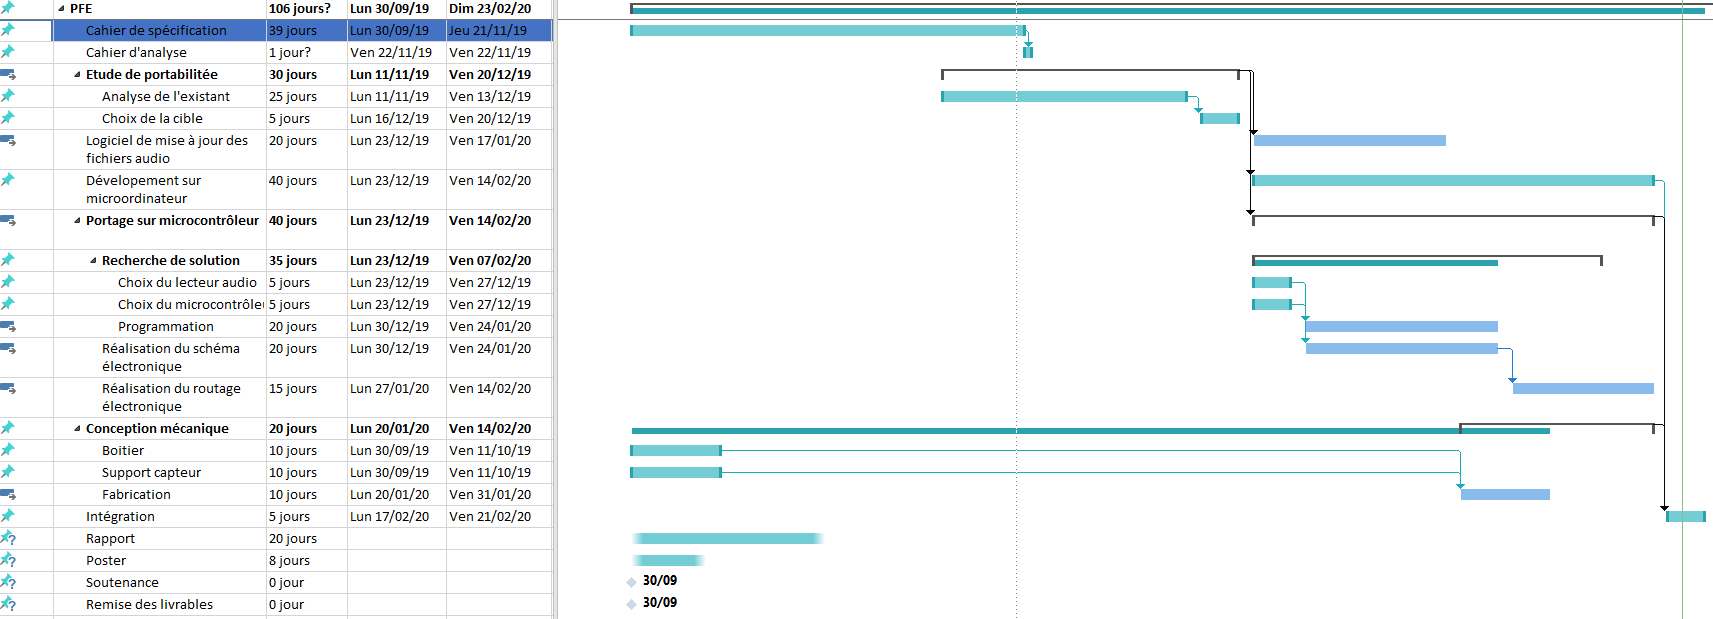 PFE 106 jours? Lun 30/09/19 Dim 23/02/20
Cahier de spécification 39 jours Lun 30/09/19 Jeu 21/11/19
Cahier d'analyse 1 jour? Ven 22/11/19 Ven 22/11/19
Etude de portabilitée 30 jours Lun 11/11/19 Ven 20/12/19
Analyse de l'existant 25 jours Lun 11/11/19 Ven 13/12/19
Choix de la cible 5 jours Lun 16/12/19 Ven 20/12/19
Logiciel de mise à jour des 20 jours Lun 23/12/19 Ven 17/01/20
fichiers audio
Dévelopement sur 40 jours Lun 23/12/19 Ven 14/02/20
microordinateur
Portage sur microcontrôleur 40 jours Lun 23/12/19 Ven 14/02/20
Recherche de solution 35 jours Lun 23/12/19 Ven 07/02/20
Choix du lecteur audio 5 jours Lun 23/12/19 Ven 27/12/19
Choix du microcontrôleu 5 jours Lun 23/12/19 Ven 27/12/19
Programmation 20 jours Lun 30/12/19 Ven 24/01/20
Réalisation du schéma 20 jours Lun 30/12/19 Ven 24/01/20
électronique
Réalisation du routage 15 jours Lun 27/01/20 Ven 14/02/20
électronique
Conception mécanique 20 jours Lun 20/01/20 Ven 14/02/20
Boitier 10 jours Lun 30/09/19 Ven 11/10/19
Support capteur 10 jours Lun 30/09/19 Ven 11/10/19
Fabrication 10 jours Lun 20/01/20 Ven 31/01/20
Intégration 5 jours Lun 17/02/20 Ven 21/02/20
Rapport 20 jours
Poster 8 jours
Soutenance 0 jour 30/09
Remise des livrables 0 jour 30/09